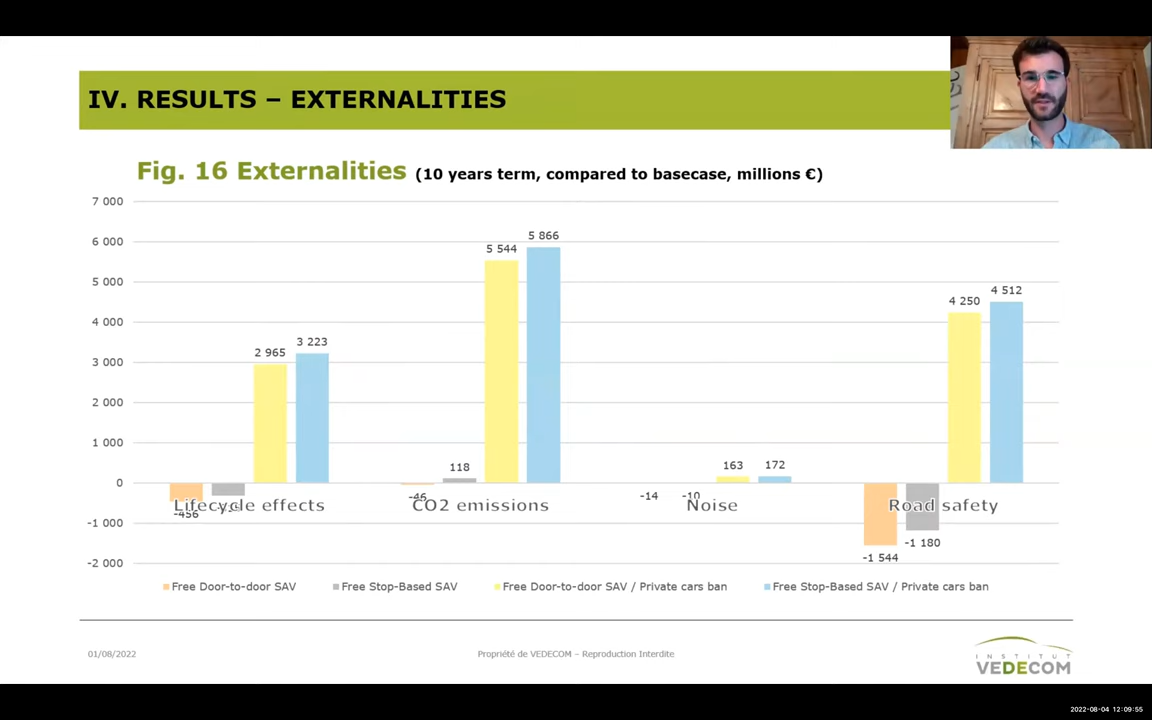 IV. RESULTS – EXTERNALITIES
Fig. 16 Externalities (10 years term, compared to basecase, millions €)
7 000
6 000
5 000
4 000
3 000
2 000
1 000
0
-1 000
-2 000
-456
2 965
3 223
-46
118
5 544
5 866
-14
-10
163
172
-1 544
-1 180
4 250
4 512
Lifecycle effects
CO2 emissions
Noise
Road safety
Free Door-to-door SAV
Free Stop-Based SAV
Free Door-to-door SAV / Private cars ban
Free Stop-Based SAV / Private cars ban
01/08/2022
Propriété de VEDECOM – Reproduction Interdite
INSTITUT
VEDECOM
2022-08-04 12:09:55